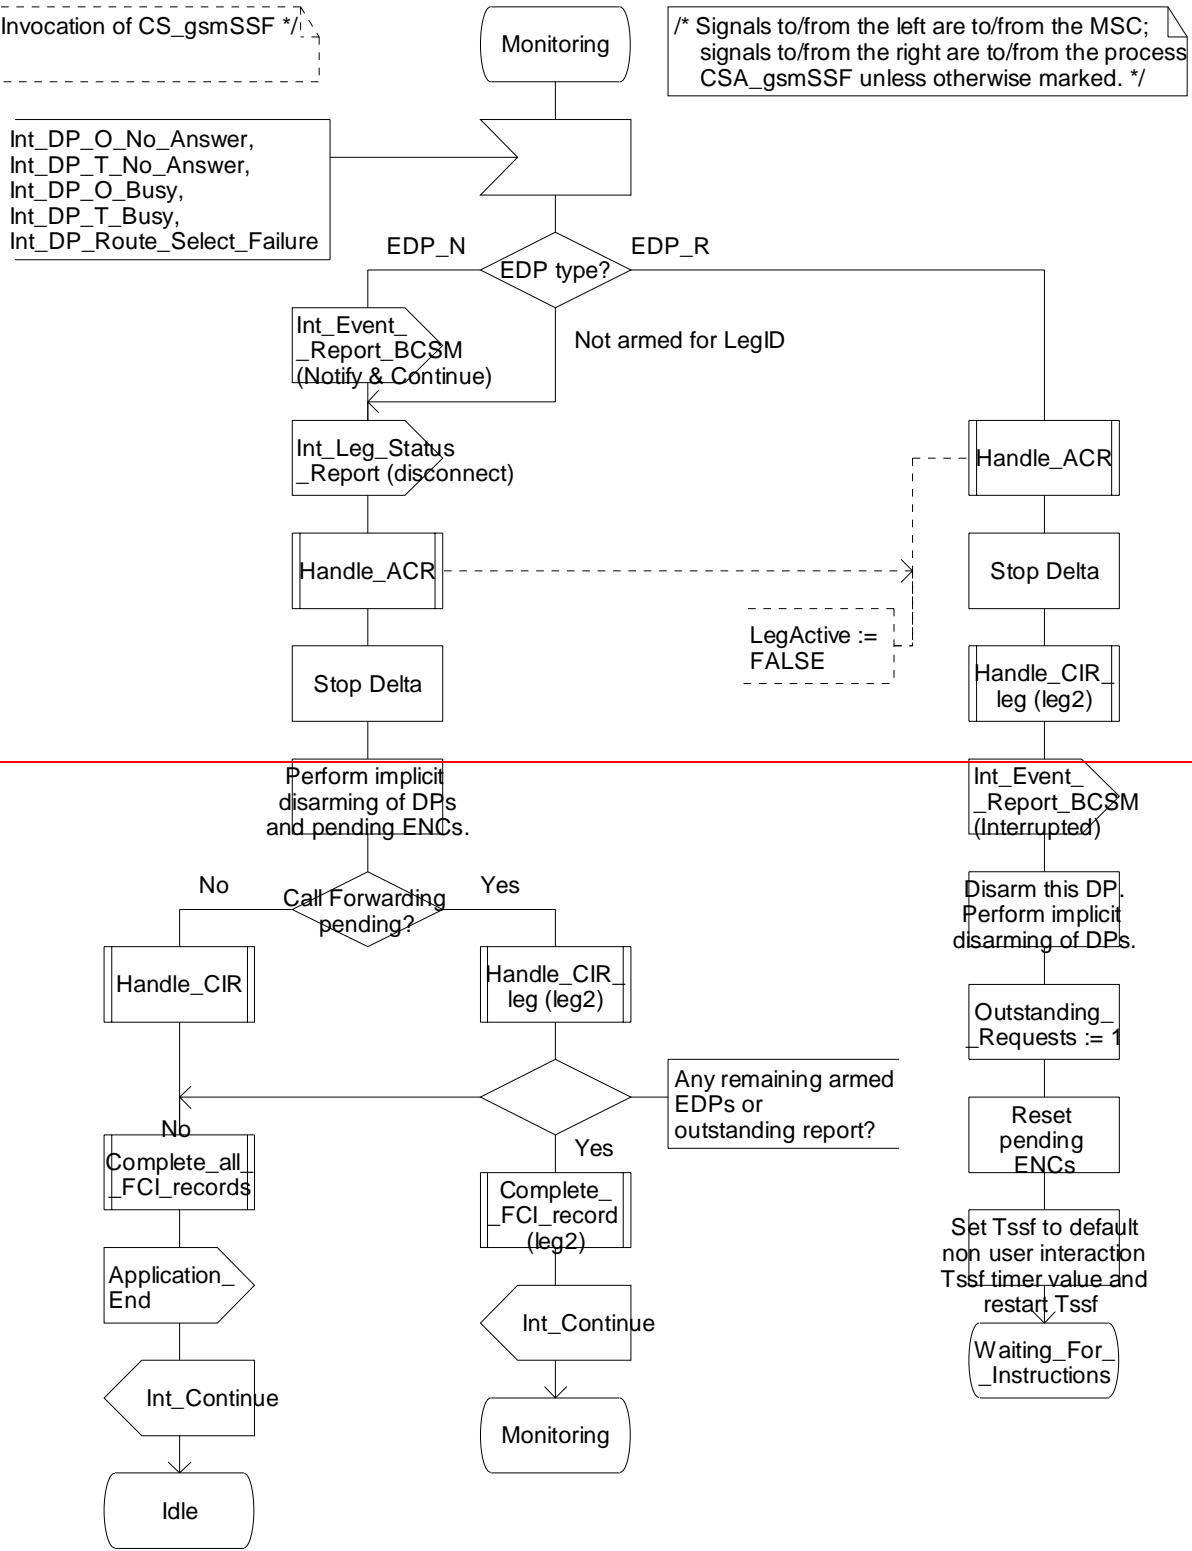 Invocation of CS_gsmSSF */
Monitoring
/* Signals to/from the left are to/from the MSC;
signals to/from the right are to/from the process
CSA_gsmSSF unless otherwise marked. */
Int_DP_O_No_Answer,
Int_DP_T_No_Answer,
Int_DP_O_Busy,
Int_DP_T_Busy,
Int_DP_Route_Select_Failure
EDP_N
EDP type?
EDP_R
Int_Event_
_Report_BCSM
(Notify & Continue)
Not armed for LegID
Int_Leg_Status
_Report (disconnect)
Handle_ACR
Handle_ACR
Stop Delta
LegActive :=
FALSE
Stop Delta
Handle_CIR_
leg (leg2)
Perform implicit
disarming of DPs
and pending ENCs.
Int_Event_
_Report_BCSM
(Interrupted)
No
Call Forwarding
pending?
Yes
Disarm this DP.
Perform implicit
disarming of DPs.
Handle_CIR
Handle_CIR_
leg (leg2)
Outstanding_
_Requests := 1
Any remaining armed
EDPs or
outstanding report?
No
Yes
Reset
pending
ENCs
Complete_all_
_FCI_records
Complete_
_FCI_record
(leg2)
Set Tssf to default
non user interaction
Tssf timer value and
restart Tssf
Application_
End
Int_Continue
Waiting_For_
_Instructions
Int_Continue
Monitoring
Idle